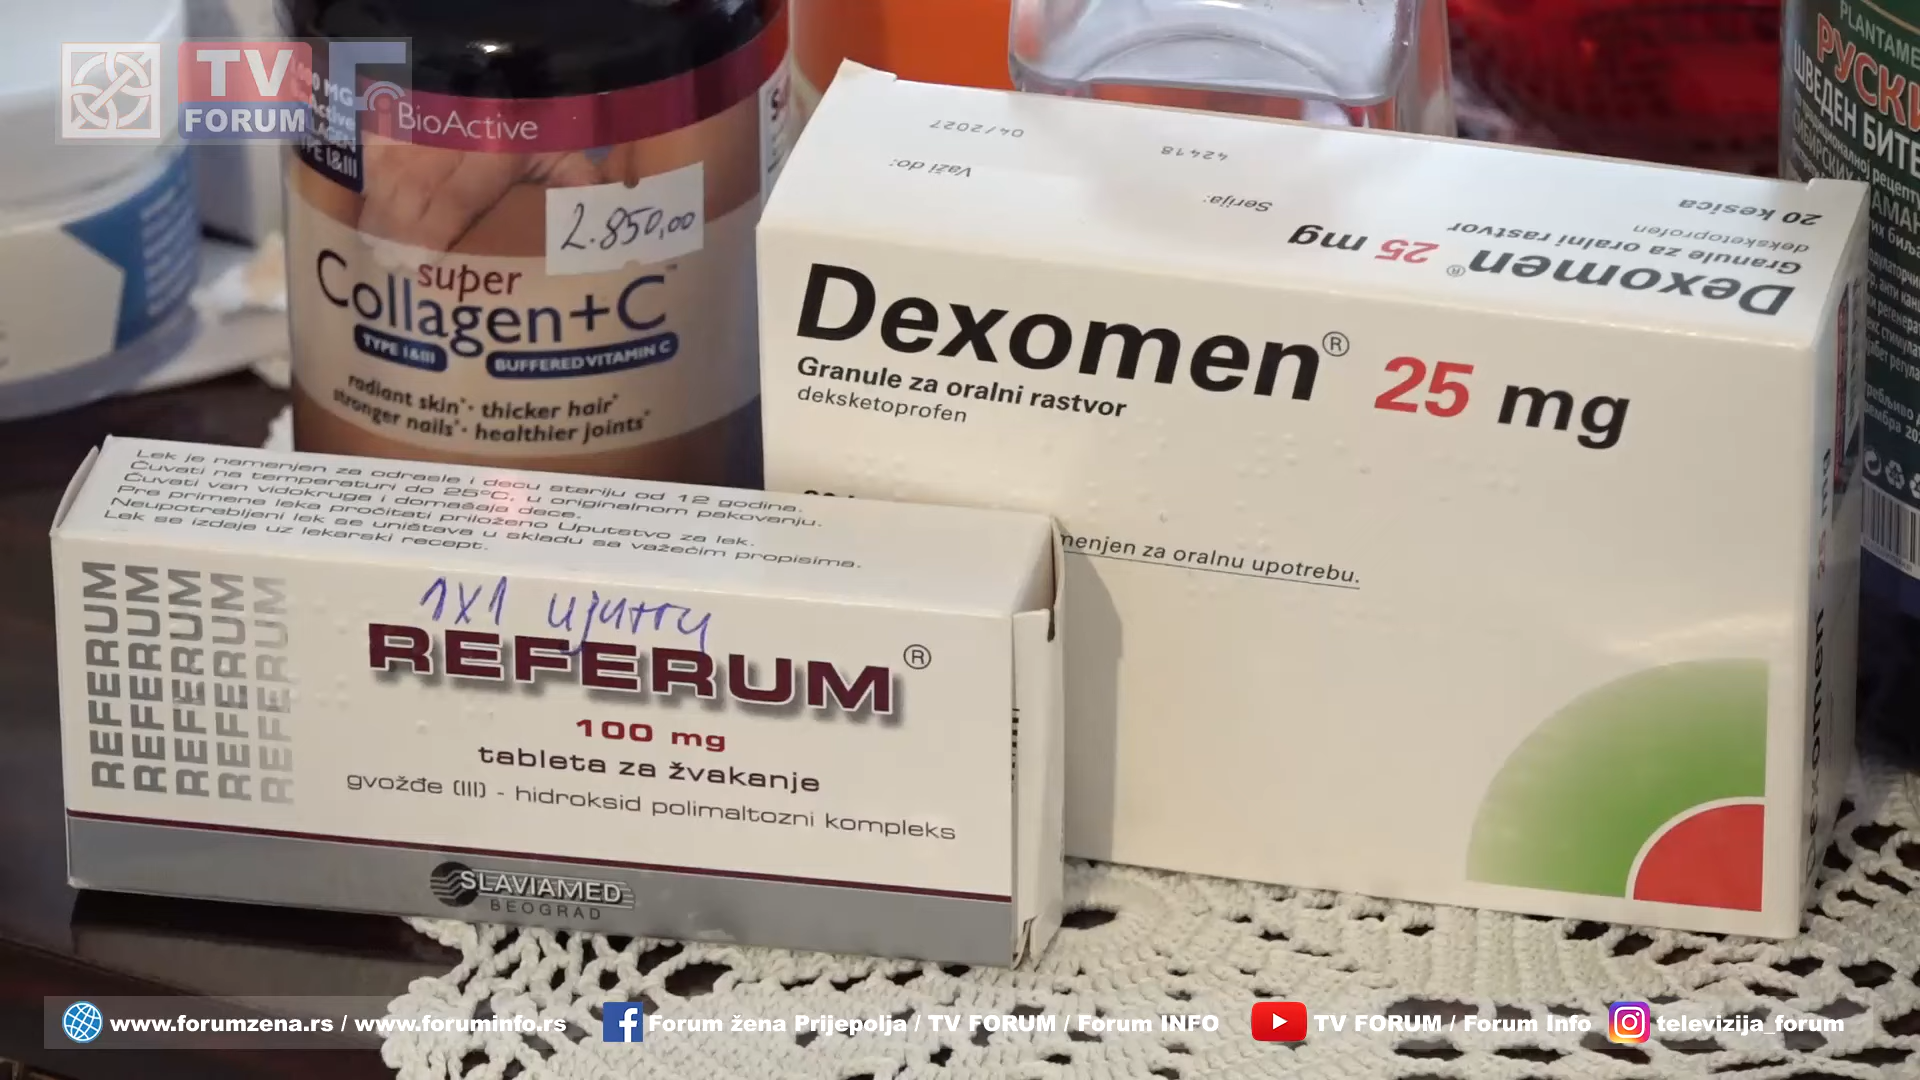 TV
FORUM
BioActive
2.850,00
super
Collagen+C™
TYPE I&III
BUFFERED VITAMIN C
radiant skin* · thicker hair*
stronger nails* · healthier joints*
Važi do:
04/2027
Serija:
42418
Dexomen® 25 mg
Granule za oralni rastvor
deksketoprofen
20 kesica
Dexomen® 25 mg
Granule za oralni rastvor
deksketoprofen
za oralnu upotrebu.
Dexomen 25 mg
PLANTAME
ШВЕДЕН БИТЕ
Lek je namenjen za odrasle i decu stariju od 12 godina.
Čuvati na temperaturi do 25°C, u originalnom pakovanju.
Čuvati van vidokruga i domašaja dece.
Pre primene leka pročitati priloženo Uputstvo za lek.
Neupotrebljeni lek se uništava u skladu sa važećim propisima.
Lek se izdaje uz lekarski recept.
REFERUM
REFERUM
REFERUM
REFERUM
REFERUM
1x1 ujutru
REFERUM®
100 mg
tableta za žvakanje
gvožđe (III) - hidroksid polimaltozni kompleks
SLAVIAMED
BEOGRAD
www.forumzena.rs / www.foruminfo.rs
Forum žena Prijepolja / TV FORUM / Forum INFO
TV FORUM / Forum Info
televizija_forum